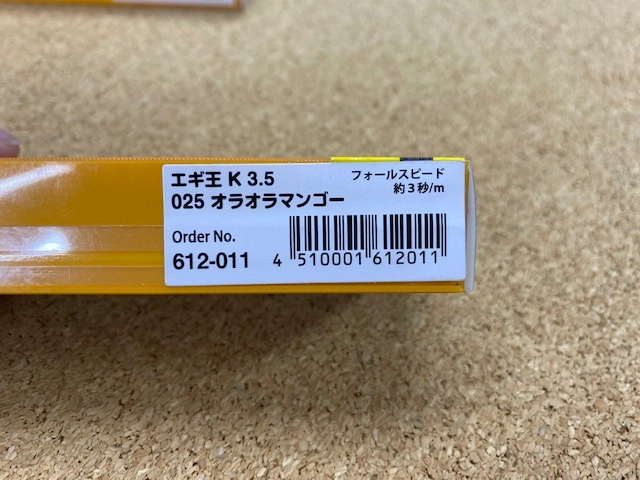 エギ王 K 3.5
フォールスピード
約3秒/m
025 オラオラマンゴー
Order No.
612-011
4 510001 612011